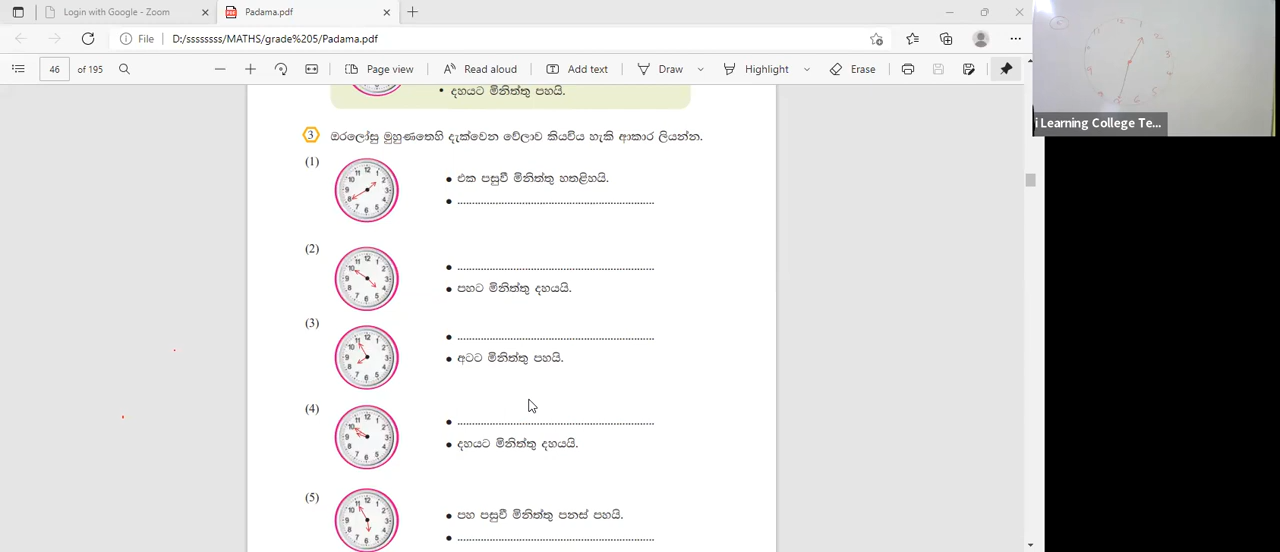 Login with Google - Zoom
Padama.pdf
File
D:/ssssssss/MATHS/grade%205/Padama.pdf
46 of 195
Page view
Read aloud
Add text
Draw
Highlight
Erase
i Learning College Te...
• දහයට මිනිත්තු පහයි.
3 ඔරලෝසු මුහුණතෙහි දැක්වෙන වේලාව කියවිය හැකි ආකාර ලියන්න.
(1)
• එක පසුවී මිනිත්තු හතළිහයි.
• ........................................................
(2)
• ........................................................
• පහට මිනිත්තු දහයයි.
(3)
• ........................................................
• අටට මිනිත්තු පහයි.
(4)
• ........................................................
• දහයට මිනිත්තු දහයයි.
(5)
• පහ පසුවී මිනිත්තු පනස් පහයි.
• ........................................................